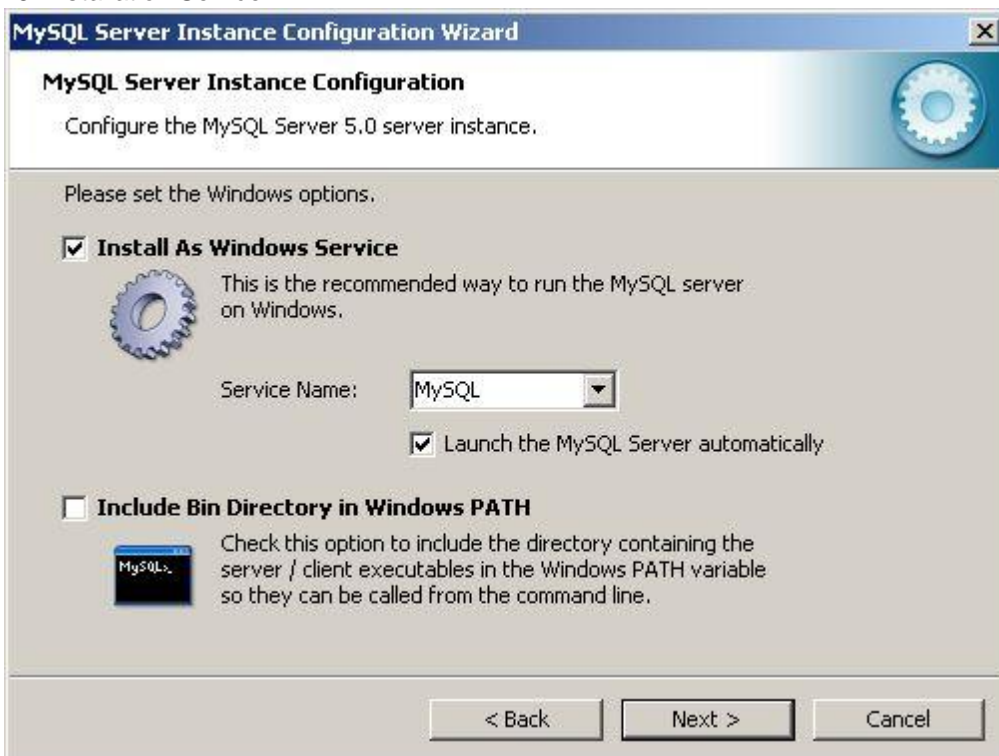 MySQL Server Instance Configuration Wizard
MySQL Server Instance Configuration
Configure the MySQL Server 5.0 server instance.
Please set the Windows options.
Install As Windows Service
This is the recommended way to run the MySQL server
on Windows.
Service Name: MySQL
Launch the MySQL Server automatically
Include Bin Directory in Windows PATH
MySQL>_
Check this option to include the directory containing the
server / client executables in the Windows PATH variable
so they can be called from the command line.
< Back Next > Cancel